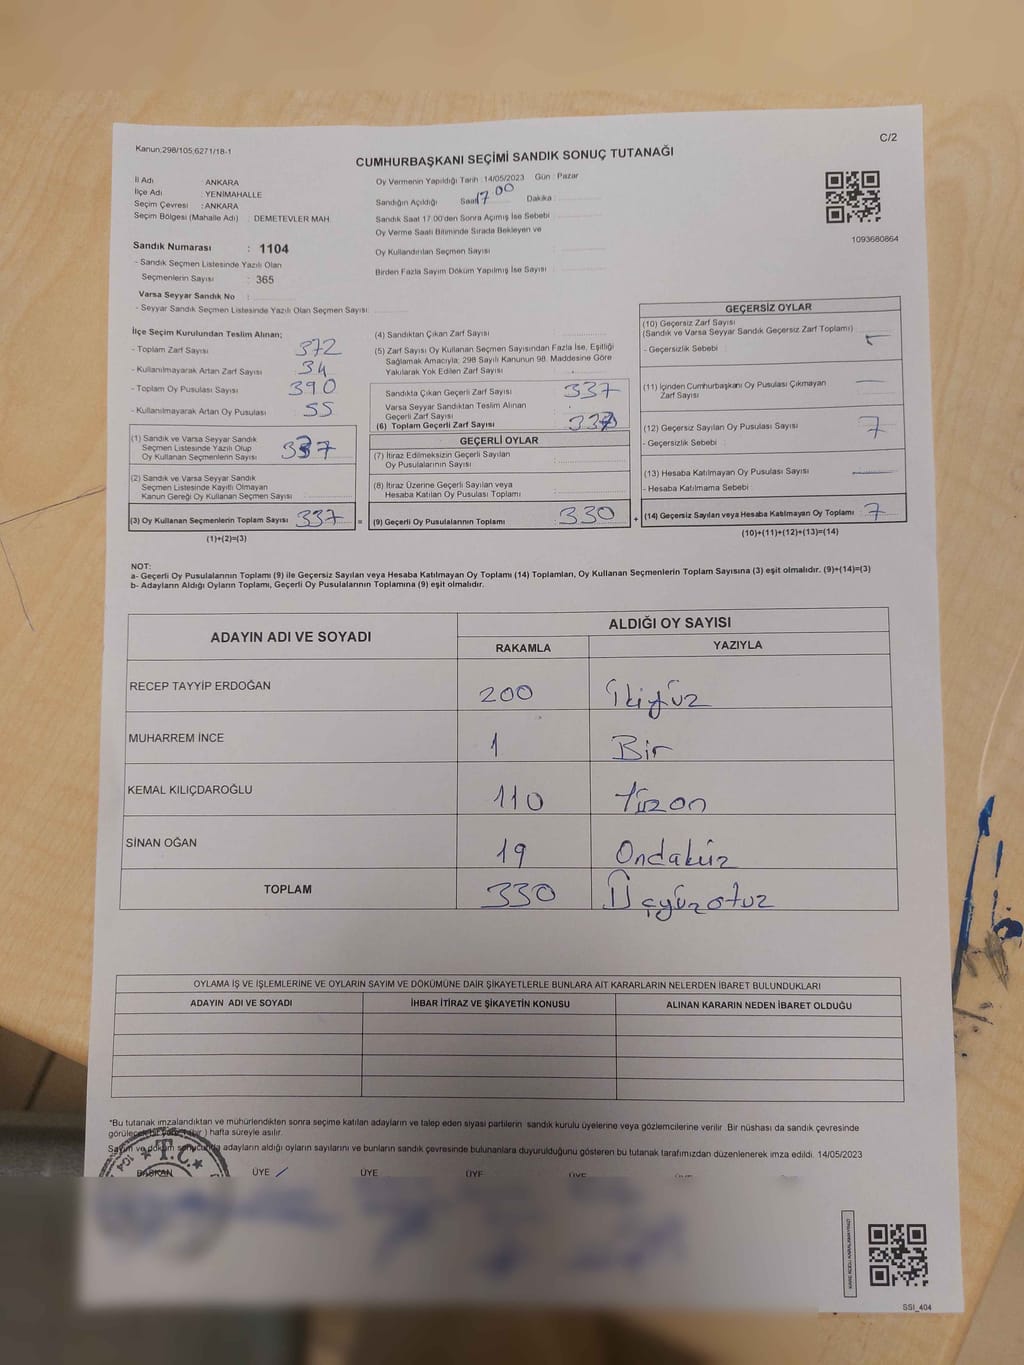 Kanun,298/105;6271/18-1
C/2
CUMHURBAŞKANI SEÇİMİ SANDIK SONUÇ TUTANAĞI
İl Adı : ANKARA
İlçe Adı : YENİMAHALLE
Seçim Çevresi : ANKARA
Seçim Bölgesi (Mahalle Adı) : DEMETEVLER MAH.
Sandık Numarası : 1104
- Sandık Seçmen Listesinde Yazılı Olan
Seçmenlerin Sayısı : 365
Varsa Seyyar Sandık No :
- Seyyar Sandık Seçmen Listesinde Yazılı Olan Seçmen Sayısı:
Oy Vermenin Yapıldığı Tarih : 14/05/2023 Gün : Pazar
Sandığın Açıldığı Saat 17.00 Dakika :
Sandık Saat 17.00'den Sonra Açımış İse Sebebi :
Oy Verme Saati Bitiminde Sırada Bekleyen ve
Oy Kullandırılan Seçmen Sayısı :
Birden Fazla Sayım Döküm Yapılmış İse Sayısı :
1093680864
İlçe Seçim Kurulundan Teslim Alınan;
- Toplam Zarf Sayısı 372
- Kullanılmayarak Artan Zarf Sayısı 34
- Toplam Oy Pusulası Sayısı 390
- Kullanılmayarak Artan Oy Pusulası 55
(1) Sandık ve Varsa Seyyar Sandık
Seçmen Listesinde Yazılı Olup
Oy Kullanan Seçmenlerin Sayısı 337
(2) Sandık ve Varsa Seyyar Sandık
Seçmen Listesinde Kayıtlı Olmayan
Kanun Gereği Oy Kullanan Seçmen Sayısı :
(3) Oy Kullanan Seçmenlerin Toplam Sayısı : 337 =
(1)+(2)=(3)
(4) Sandıktan Çıkan Zarf Sayısı :
(5) Zarf Sayısı Oy Kullanan Seçmen Sayısından Fazla İse, Eşitliği
Sağlamak Amacıyla; 298 Sayılı Kanunun 98. Maddesine Göre
Yakılarak Yok Edilen Zarf Sayısı :
Sandıkta Çıkan Geçerli Zarf Sayısı : 337
Varsa Seyyar Sandıktan Teslim Alınan
Geçerli Zarf Sayısı :
(6) Toplam Geçerli Zarf Sayısı : 337
GEÇERLİ OYLAR
(7) İtiraz Edilmeksizin Geçerli Sayılan
Oy Pusulalarının Sayısı :
(8) İtiraz Üzerine Geçerli Sayılan veya
Hesaba Katılan Oy Pusulası Toplamı :
(9) Geçerli Oy Pusulalarının Toplamı : 330 +
GEÇERSİZ OYLAR
(10) Geçersiz Zarf Sayısı
(Sandık ve Varsa Seyyar Sandık Geçersiz Zarf Toplamı)
- Geçersizlik Sebebi :
(11) İçinden Cumhurbaşkanı Oy Pusulası Çıkmayan
Zarf Sayısı : —
(12) Geçersiz Sayılan Oy Pusulası Sayısı : 7
- Geçersizlik Sebebi :
(13) Hesaba Katılmayan Oy Pusulası Sayısı : —
- Hesaba Katılmama Sebebi :
(14) Geçersiz Sayılan veya Hesaba Katılmayan Oy Toplamı : 7
(10)+(11)+(12)+(13)=(14)
NOT:
a- Geçerli Oy Pusulalarının Toplamı (9) ile Geçersiz Sayılan veya Hesaba Katılmayan Oy Toplamı (14) Toplamları, Oy Kullanan Seçmenlerin Toplam Sayısına (3) eşit olmalıdır. (9)+(14)=(3)
b- Adayların Aldığı Oyların Toplamı, Geçerli Oy Pusulalarının Toplamına (9) eşit olmalıdır.
ADAYIN ADI VE SOYADI
ALDIĞI OY SAYISI
RAKAMLA YAZIYLA
RECEP TAYYİP ERDOĞAN 200 İkiyüz
MUHARREM İNCE 1 Bir
KEMAL KILIÇDAROĞLU 110 Yüzon
SİNAN OĞAN 19 Ondokuz
TOPLAM 330 Üçyüzotuz
OYLAMA İŞ VE İŞLEMLERİNE VE OYLARIN SAYIM VE DÖKÜMÜNE DAİR ŞİKAYETLERLE BUNLARA AİT KARARLARIN NELERDEN İBARET BULUNDUKLARI
ADAYIN ADI VE SOYADI İHBAR İTİRAZ VE ŞİKAYETİN KONUSU ALINAN KARARIN NEDEN İBARET OLDUĞU
"Bu tutanak imzalandıktan ve mühürlendikten sonra seçime katılan adayların ve talep eden siyasi partilerin sandık kurulu üyelerine veya gözlemcilerine verilir .Bir nüshası da sandık çevresinde
görülecek bir yere ( bir ) hafta süreyle asılır.
Sayım ve döküm sonucunda adayların aldığı oyların sayılarını ve bunların sandık çevresinde bulunanlara duyurulduğunu gösteren bu tutanak tarafımızdan düzenlenerek imza edildi. 14/05/2023
T.C.
BAŞKAN ÜYE ÜYE ÜYE ÜYE
SSI_404